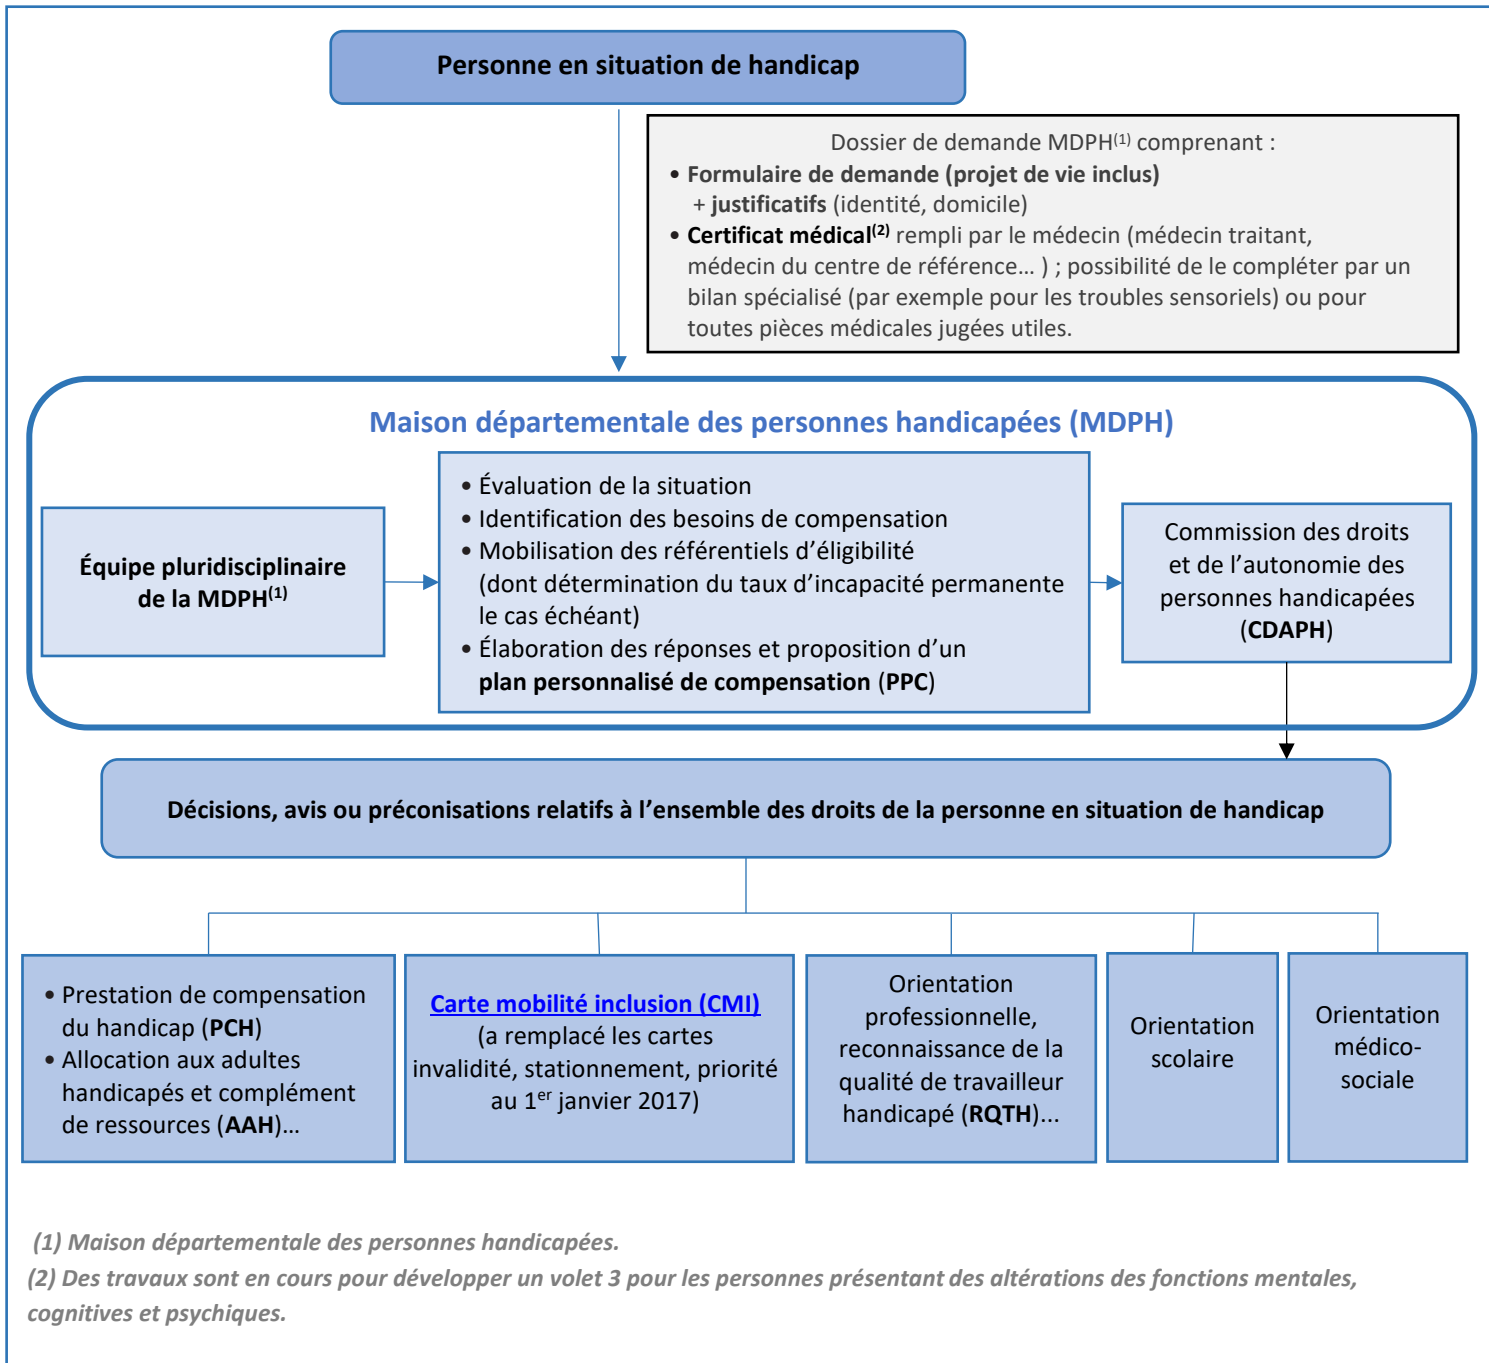 Personne en situation de handicap
Dossier de demande MDPH(1) comprenant :
• Formulaire de demande (projet de vie inclus)
+ justificatifs (identité, domicile)
• Certificat médical(2) rempli par le médecin (médecin traitant,
médecin du centre de référence… ) ; possibilité de le compléter par un
bilan spécialisé (par exemple pour les troubles sensoriels) ou pour
toutes pièces médicales jugées utiles.
Maison départementale des personnes handicapées (MDPH)
Équipe pluridisciplinaire
de la MDPH(1)
• Évaluation de la situation
• Identification des besoins de compensation
• Mobilisation des référentiels d’éligibilité
(dont détermination du taux d’incapacité permanente
le cas échéant)
• Élaboration des réponses et proposition d’un
plan personnalisé de compensation (PPC)
Commission des droits
et de l’autonomie des
personnes handicapées
(CDAPH)
Décisions, avis ou préconisations relatifs à l’ensemble des droits de la personne en situation de handicap
• Prestation de compensation
du handicap (PCH)
• Allocation aux adultes
handicapés et complément
de ressources (AAH)…
Carte mobilité inclusion (CMI)
(a remplacé les cartes
invalidité, stationnement, priorité
au 1er janvier 2017)
Orientation
professionnelle,
reconnaissance de la
qualité de travailleur
handicapé (RQTH)...
Orientation
scolaire
Orientation
médico-
sociale
(1) Maison départementale des personnes handicapées.
(2) Des travaux sont en cours pour développer un volet 3 pour les personnes présentant des altérations des fonctions mentales,
cognitives et psychiques.